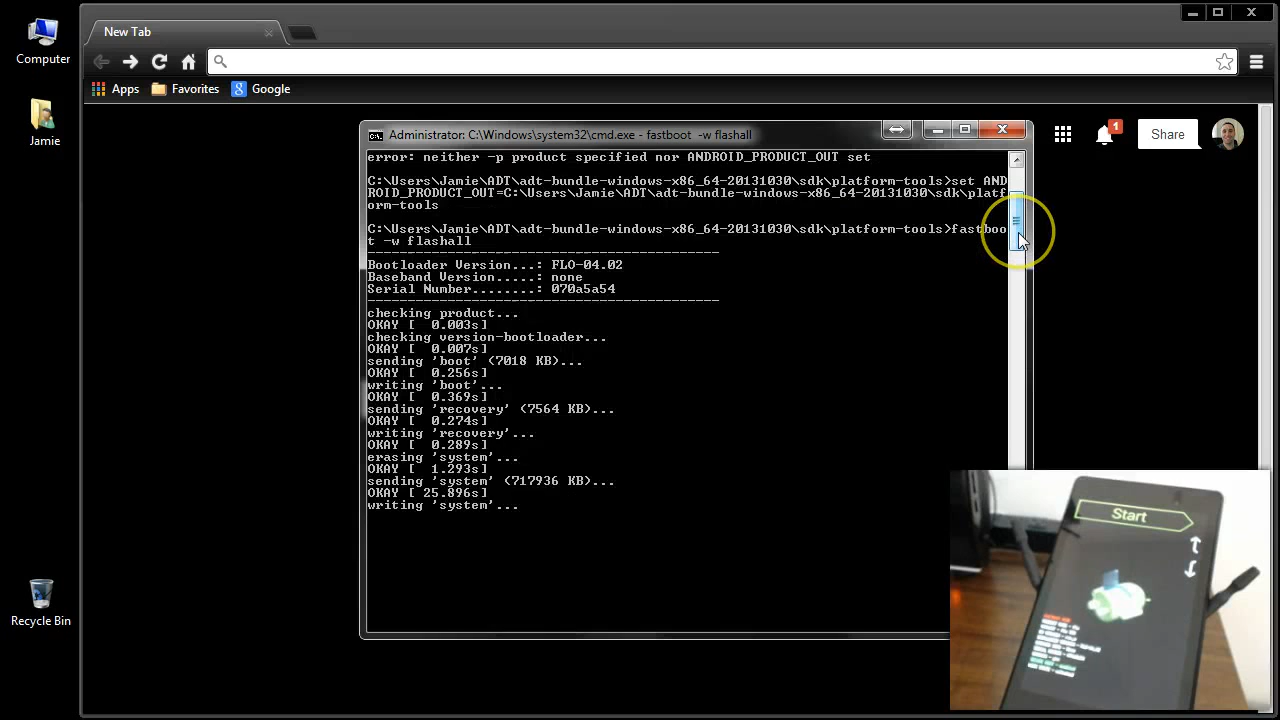 Computer
Jamie
Recycle Bin
New Tab
Apps
Favorites
Google
Administrator: C:\Windows\system32\cmd.exe - fastboot  -w flashall
error: neither -p product specified nor ANDROID_PRODUCT_OUT set
C:\Users\Jamie\ADT\adt-bundle-windows-x86_64-20131030\sdk\platform-tools>set AND
ROID_PRODUCT_OUT=C:\Users\Jamie\ADT\adt-bundle-windows-x86_64-20131030\sdk\platf
orm-tools
C:\Users\Jamie\ADT\adt-bundle-windows-x86_64-20131030\sdk\platform-tools>fastboo
t -w flashall
--------------------------------------------
Bootloader Version...: FLO-04.02
Baseband Version.....: none
Serial Number........: 070a5a54
--------------------------------------------
checking product...
OKAY [  0.003s]
checking version-bootloader...
OKAY [  0.007s]
sending 'boot' (7018 KB)...
OKAY [  0.256s]
writing 'boot'...
OKAY [  0.369s]
sending 'recovery' (7564 KB)...
OKAY [  0.274s]
writing 'recovery'...
OKAY [  0.289s]
erasing 'system'...
OKAY [  1.293s]
sending 'system' (717936 KB)...
OKAY [ 25.896s]
writing 'system'...
1
Share
Start